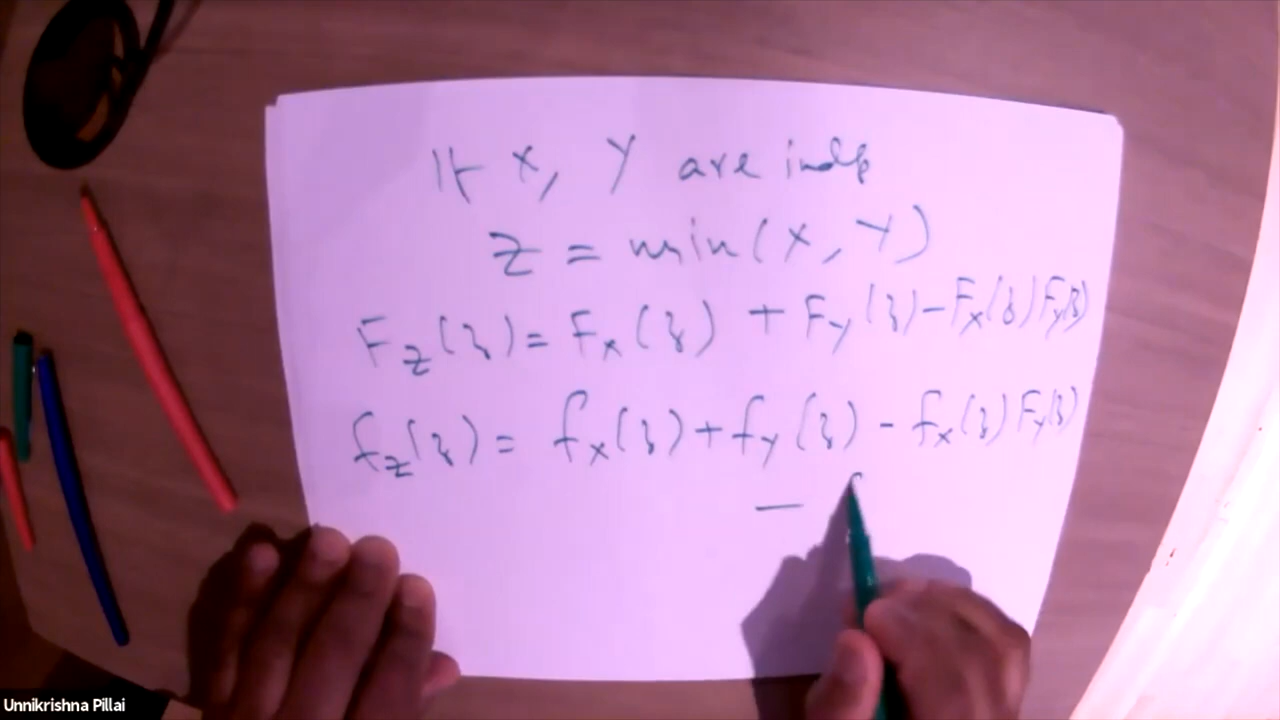 If X, Y are indep
Z = min(X, Y)
F_Z(z) = F_X(z) + F_Y(z) - F_X(z) F_Y(z)
f_Z(z) = f_X(z) + f_Y(z) - f_X(z) F_Y(z)
-
Unnikrishna Pillai